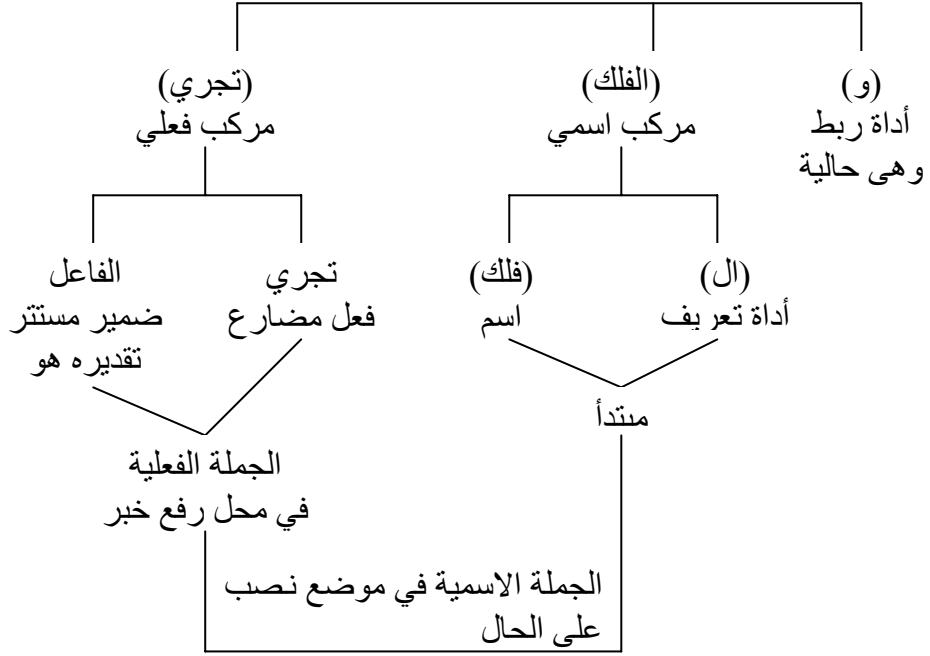 (و)
أداة ربط
وهى حالية
(الفلك)
مركب اسمي
(تجري)
مركب فعلي
(ال)
أداة تعريف
(فلك)
اسم
تجري
فعل مضارع
الفاعل
ضمير مستتر
تقديره هو
مبتدأ
الجملة الفعلية
في محل رفع خبر
الجملة الاسمية في موضع نصب
على الحال